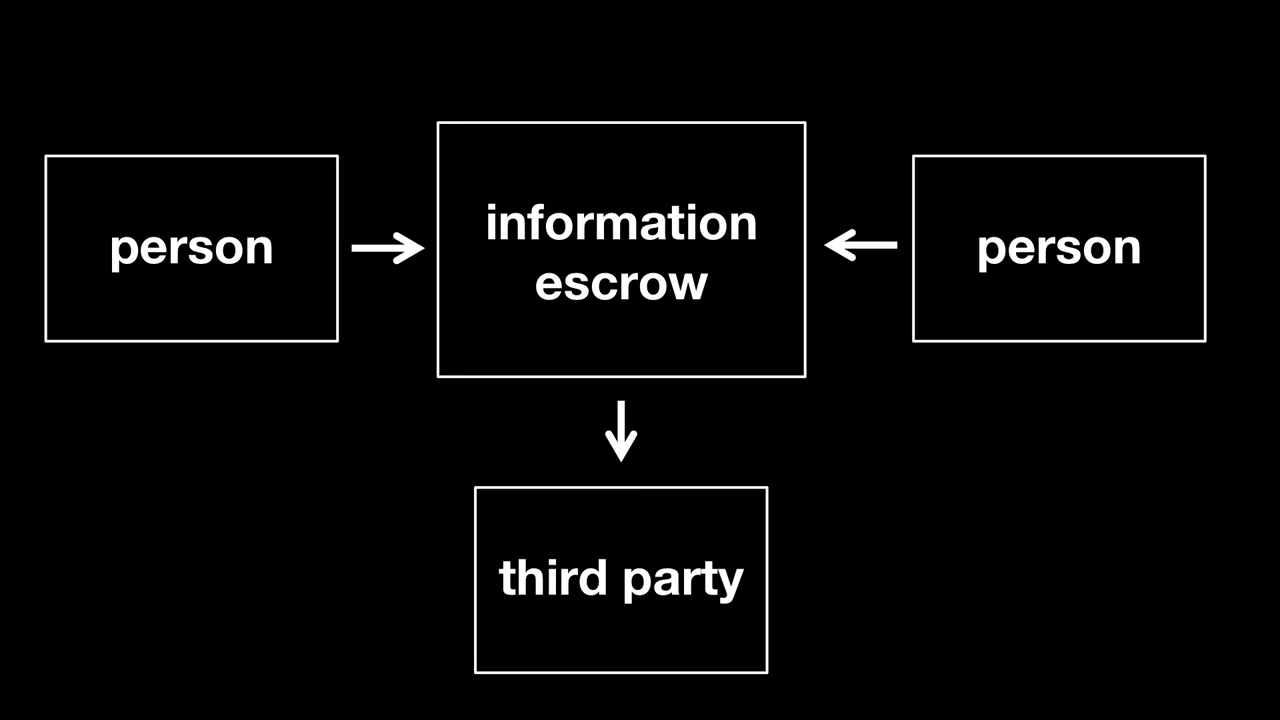 person
information
escrow
person
third party